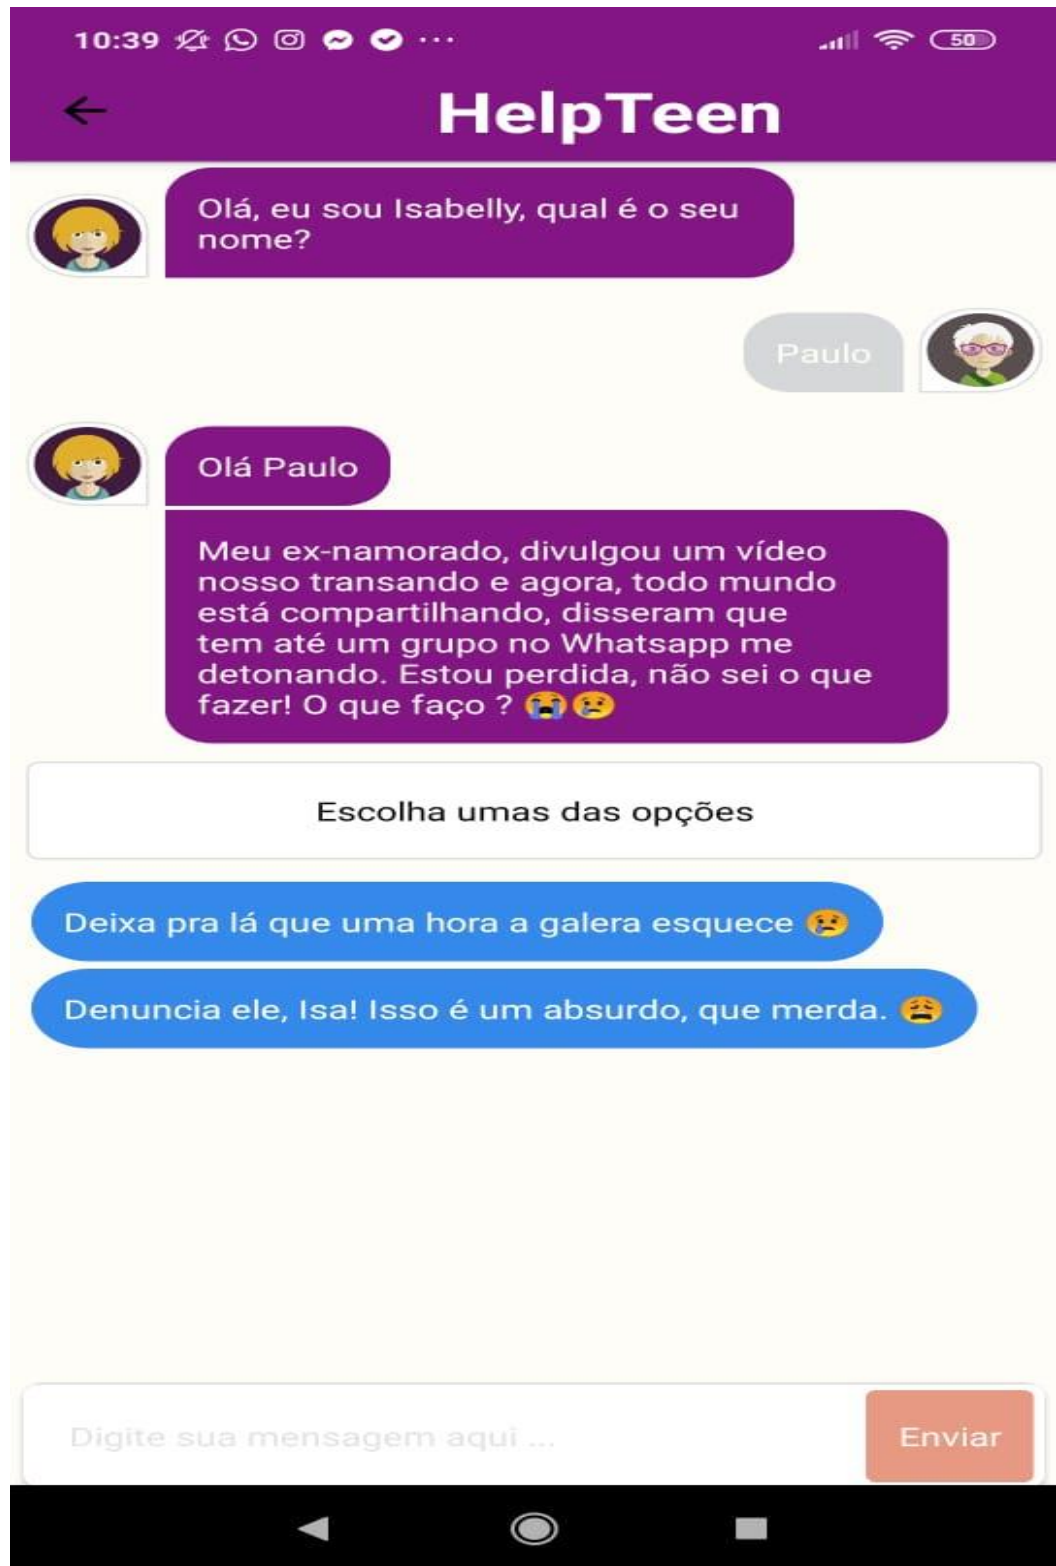 10:39
50
HelpTeen
Olá, eu sou Isabelly, qual é o seu
nome?
Paulo
Olá Paulo
Meu ex-namorado, divulgou um vídeo
nosso transando e agora, todo mundo
está compartilhando, disseram que
tem até um grupo no Whatsapp me
detonando. Estou perdida, não sei o que
fazer! O que faço ? 😭😢
Escolha umas das opções
Deixa pra lá que uma hora a galera esquece 😢
Denuncia ele, Isa! Isso é um absurdo, que merda. 😩
Digite sua mensagem aqui ...
Enviar